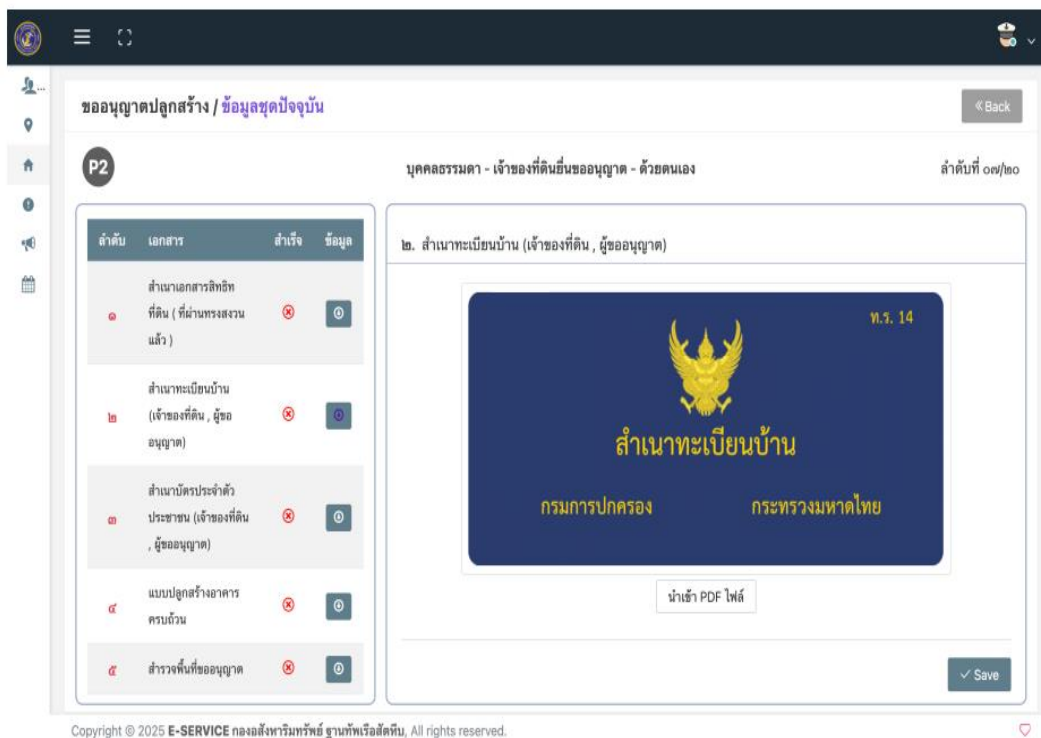 ขออนุญาตปลูกสร้าง / ข้อมูลชุดปัจจุบัน
« Back
P2
บุคคลธรรมดา - เจ้าของที่ดินยื่นขออนุญาต - ด้วยตนเอง
ลำดับที่ ๐๗/๒๐
ลำดับ เอกสาร สำเร็จ ข้อมูล
๑
สำเนาเอกสารสิทธิท
ที่ดิน ( ที่ผ่านทรงสงวน
แล้ว )
๒
สำเนาทะเบียนบ้าน
(เจ้าของที่ดิน , ผู้ขอ
อนุญาต)
๓
สำเนาบัตรประจำตัว
ประชาชน (เจ้าของที่ดิน
, ผู้ขออนุญาต)
๔
แบบปลูกสร้างอาคาร
ครบถ้วน
๕
สำรวจพื้นที่ขออนุญาต
๒. สำเนาทะเบียนบ้าน (เจ้าของที่ดิน , ผู้ขออนุญาต)
ท.ร. 14
สำเนาทะเบียนบ้าน
กรมการปกครอง กระทรวงมหาดไทย
นำเข้า PDF ไฟล์
✓ Save
Copyright © 2025 E-SERVICE กองอสังหาริมทรัพย์ ฐานทัพเรือสัตหีบ, All rights reserved.